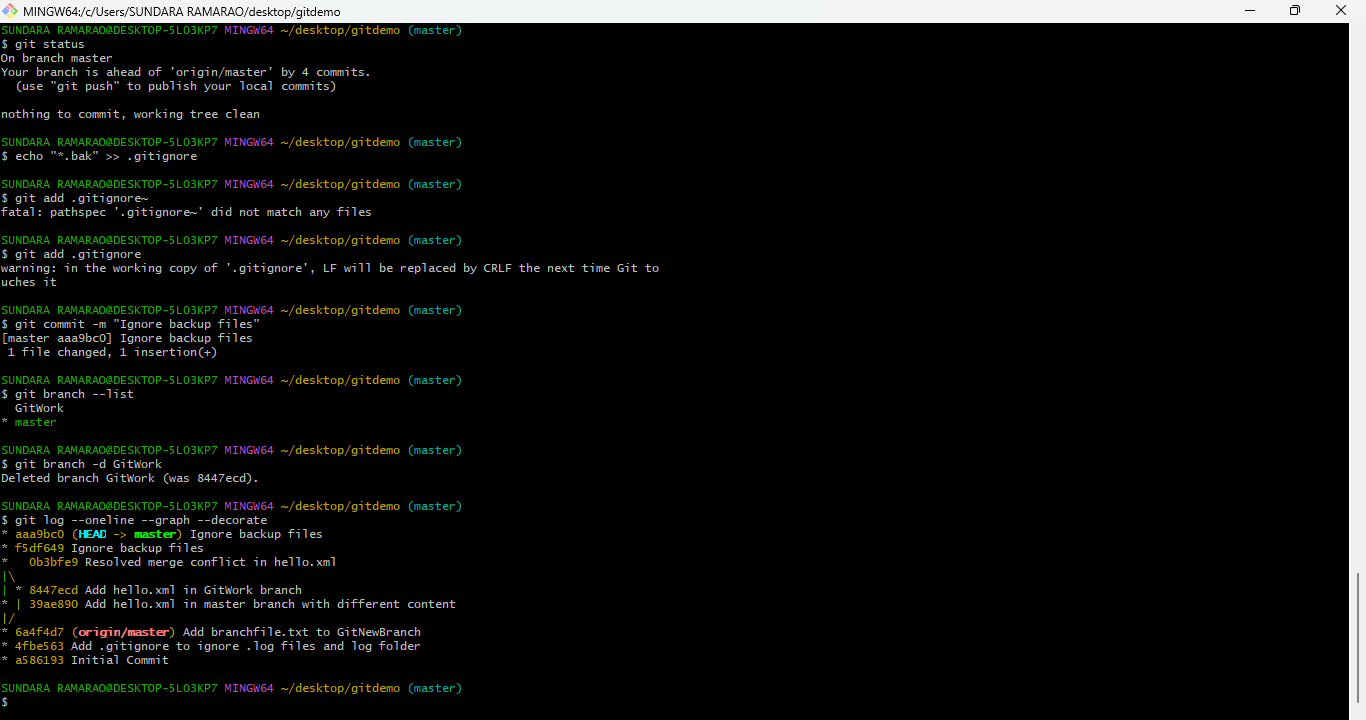 MINGW64:/c/Users/SUNDARA RAMARAO/desktop/gitdemo
SUNDARA RAMARAO@DESKTOP-5LO3KP7 MINGW64 ~/desktop/gitdemo (master)
$ git status
On branch master
Your branch is ahead of 'origin/master' by 4 commits.
  (use "git push" to publish your local commits)
nothing to commit, working tree clean
SUNDARA RAMARAO@DESKTOP-5LO3KP7 MINGW64 ~/desktop/gitdemo (master)
$ echo "*.bak" >> .gitignore
SUNDARA RAMARAO@DESKTOP-5LO3KP7 MINGW64 ~/desktop/gitdemo (master)
$ git add .gitignore~
fatal: pathspec '.gitignore~' did not match any files
SUNDARA RAMARAO@DESKTOP-5LO3KP7 MINGW64 ~/desktop/gitdemo (master)
$ git add .gitignore
warning: in the working copy of '.gitignore', LF will be replaced by CRLF the next time Git to
uches it
SUNDARA RAMARAO@DESKTOP-5LO3KP7 MINGW64 ~/desktop/gitdemo (master)
$ git commit -m "Ignore backup files"
[master aaa9bc0] Ignore backup files
 1 file changed, 1 insertion(+)
SUNDARA RAMARAO@DESKTOP-5LO3KP7 MINGW64 ~/desktop/gitdemo (master)
$ git branch --list
  GitWork
* master
SUNDARA RAMARAO@DESKTOP-5LO3KP7 MINGW64 ~/desktop/gitdemo (master)
$ git branch -d GitWork
Deleted branch GitWork (was 8447ecd).
SUNDARA RAMARAO@DESKTOP-5LO3KP7 MINGW64 ~/desktop/gitdemo (master)
$ git log --oneline --graph --decorate
* aaa9bc0 (HEAD -> master) Ignore backup files
* f5df649 Ignore backup files
*   0b3bfe9 Resolved merge conflict in hello.xml
|\
| * 8447ecd Add hello.xml in GitWork branch
* | 39ae890 Add hello.xml in master branch with different content
|/
* 6a4f4d7 (origin/master) Add branchfile.txt to GitNewBranch
* 4fbe563 Add .gitignore to ignore .log files and log folder
* a586193 Initial Commit
SUNDARA RAMARAO@DESKTOP-5LO3KP7 MINGW64 ~/desktop/gitdemo (master)
$